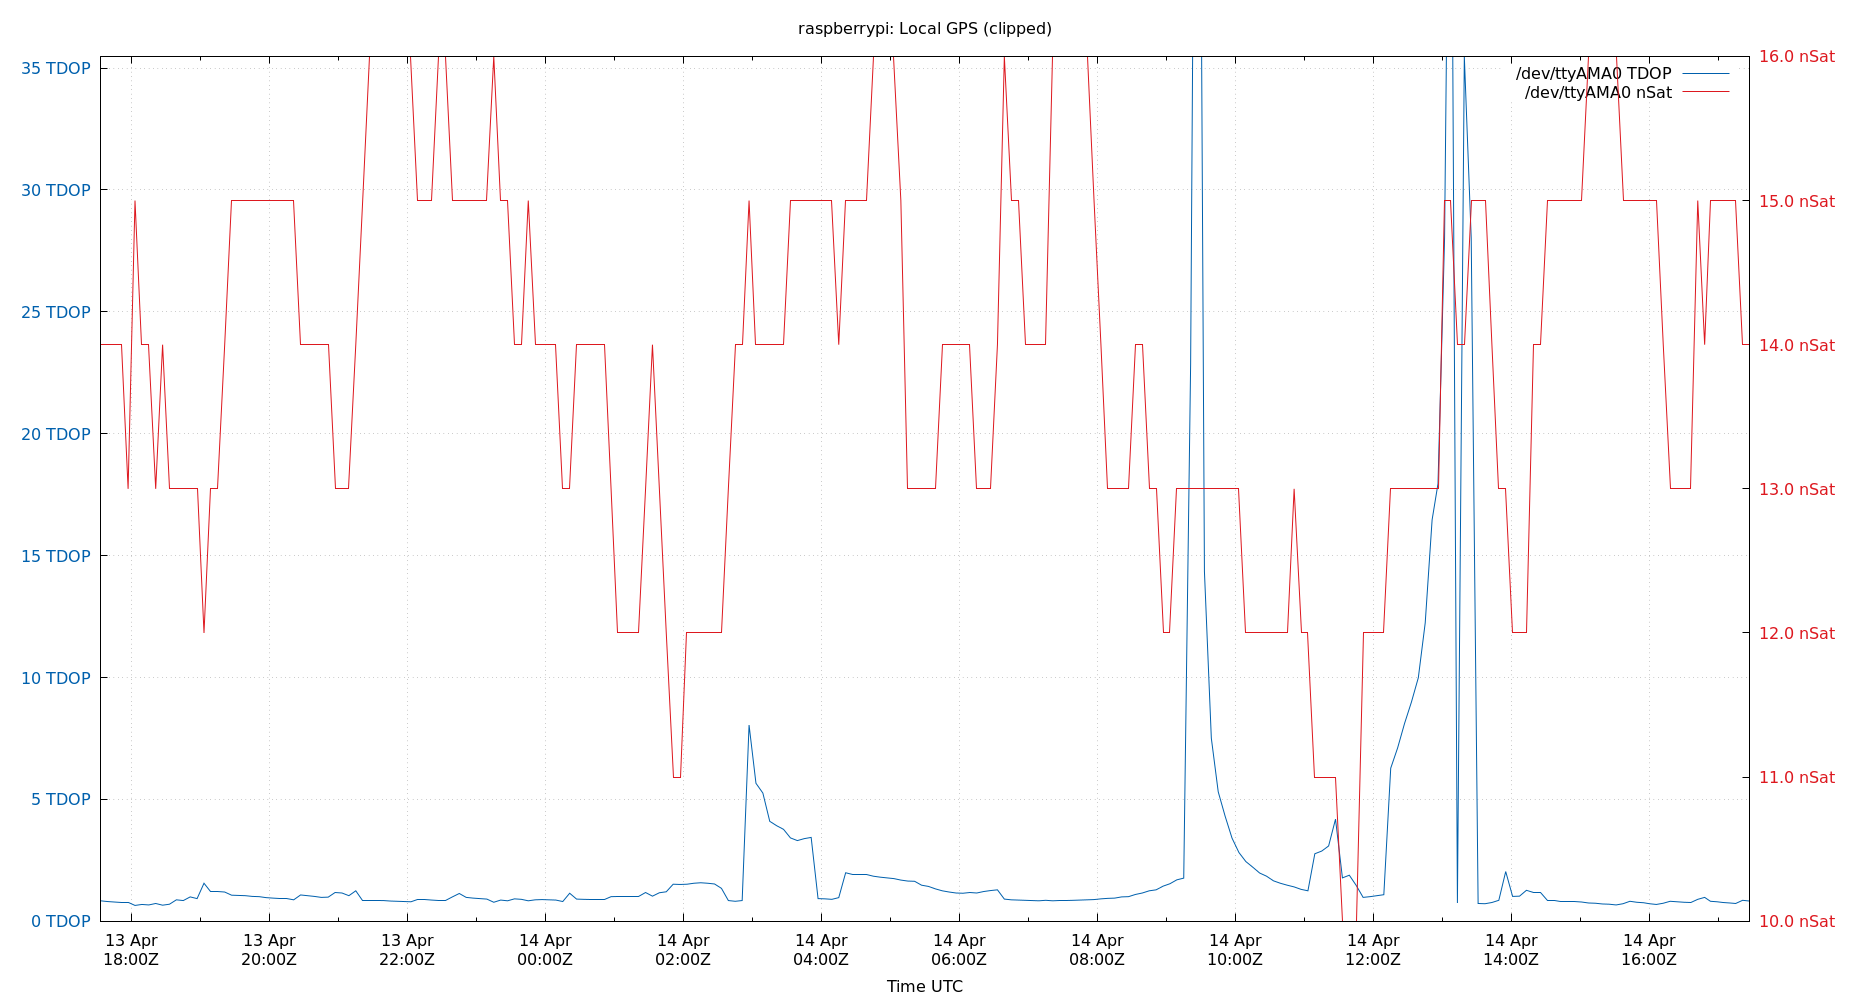 raspberrypi: Local GPS (clipped)
35 TDOP
30 TDOP
25 TDOP
20 TDOP
15 TDOP
10 TDOP
5 TDOP
0 TDOP
16.0 nSat
15.0 nSat
14.0 nSat
13.0 nSat
12.0 nSat
11.0 nSat
10.0 nSat
/dev/ttyAMA0 TDOP
/dev/ttyAMA0 nSat
13 Apr
18:00Z
13 Apr
20:00Z
13 Apr
22:00Z
14 Apr
00:00Z
14 Apr
02:00Z
14 Apr
04:00Z
14 Apr
06:00Z
14 Apr
08:00Z
14 Apr
10:00Z
14 Apr
12:00Z
14 Apr
14:00Z
14 Apr
16:00Z
Time UTC